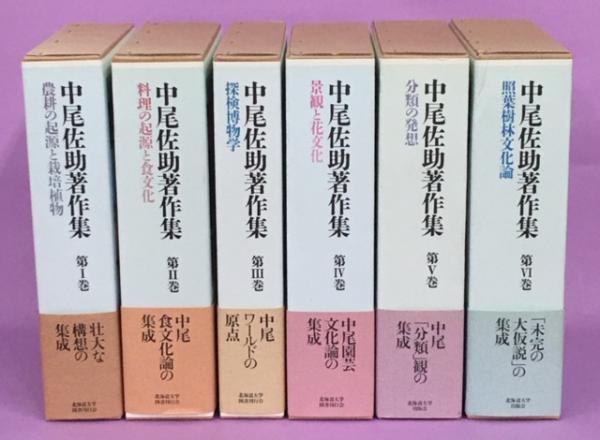 中尾佐助著作集
農耕の起源と栽培植物
第Ⅰ巻
壮大な
構想の
集成
北海道大学
図書刊行会
中尾佐助著作集
料理の起源と食文化
第Ⅱ巻
中尾
食文化論の
集成
北海道大学
図書刊行会
中尾佐助著作集
探検博物学
第Ⅲ巻
中尾
ワールドの
原点
北海道大学
図書刊行会
中尾佐助著作集
景観と花文化
第Ⅳ巻
中尾園芸
文化論の
集成
北海道大学
図書刊行会
中尾佐助著作集
分類の発想
第Ⅴ巻
中尾
「分類」観の
集成
北海道大学
出版会
中尾佐助著作集
照葉樹林文化論
第Ⅵ巻
「未完の
大仮説」の
集成
北海道大学
出版会